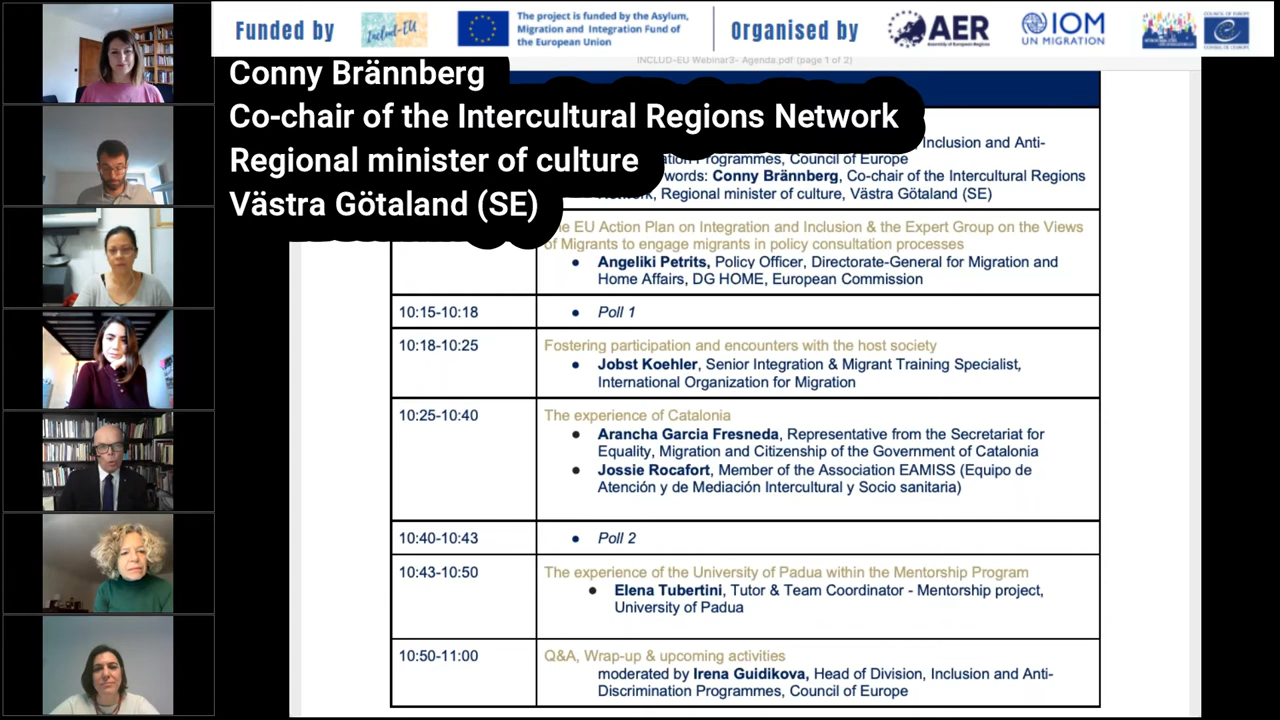 Funded by
Includ-EU
The project is funded by the Asylum,
Migration and Integration Fund of
the European Union
Organised by
AER
Assembly of European Regions
IOM
UN MIGRATION
COUNCIL OF EUROPE
CONSEIL DE L'EUROPE
INCLUD-EU Webinar3- Agenda.pdf (page 1 of 2)
Conny Brännberg
Co-chair of the Intercultural Regions Network
Regional minister of culture
Västra Götaland (SE)
Inclusion and Anti-
Programmes, Council of Europe
words: Conny Brännberg, Co-chair of the Intercultural Regions
Regional minister of culture, Västra Götaland (SE)
EU Action Plan on Integration and Inclusion & the Expert Group on the Views
of Migrants to engage migrants in policy consultation processes
● Angeliki Petrits, Policy Officer, Directorate-General for Migration and
Home Affairs, DG HOME, European Commission
10:15-10:18
● Poll 1
10:18-10:25
Fostering participation and encounters with the host society
● Jobst Koehler, Senior Integration & Migrant Training Specialist,
International Organization for Migration
10:25-10:40
The experience of Catalonia
● Arancha Garcia Fresneda, Representative from the Secretariat for
Equality, Migration and Citizenship of the Government of Catalonia
● Jossie Rocafort, Member of the Association EAMISS (Equipo de
Atención y de Mediación Intercultural y Socio sanitaria)
10:40-10:43
● Poll 2
10:43-10:50
The experience of the University of Padua within the Mentorship Program
● Elena Tubertini, Tutor & Team Coordinator - Mentorship project,
University of Padua
10:50-11:00
Q&A, Wrap-up & upcoming activities
moderated by Irena Guidikova, Head of Division, Inclusion and Anti-
Discrimination Programmes, Council of Europe